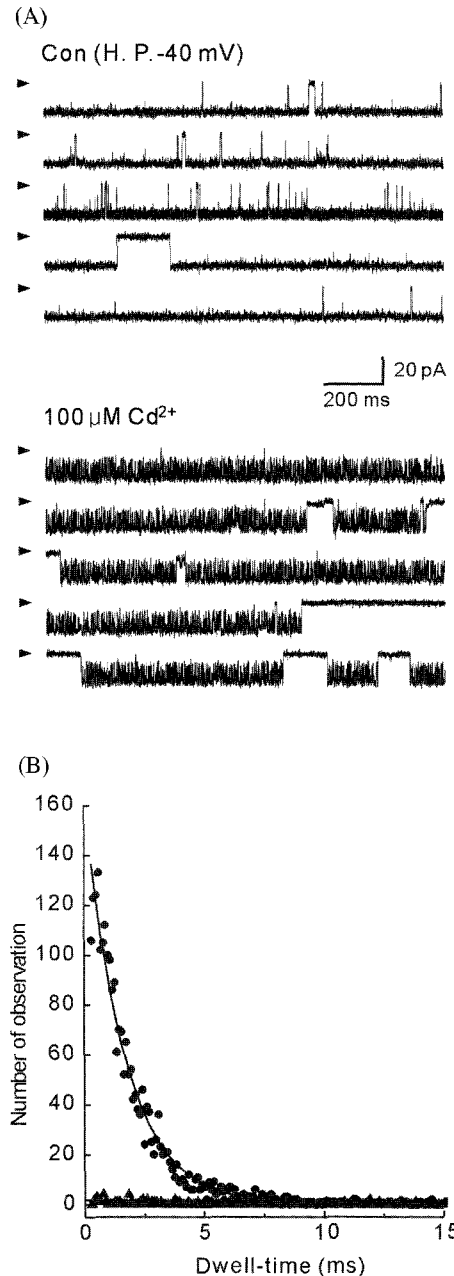 (A)
Con (H. P.-40 mV)
20 pA
200 ms
100 µM Cd²⁺
(B)
160
140
120
100
80
60
40
20
0
Number of observation
0 5 10 15
Dwell-time (ms)